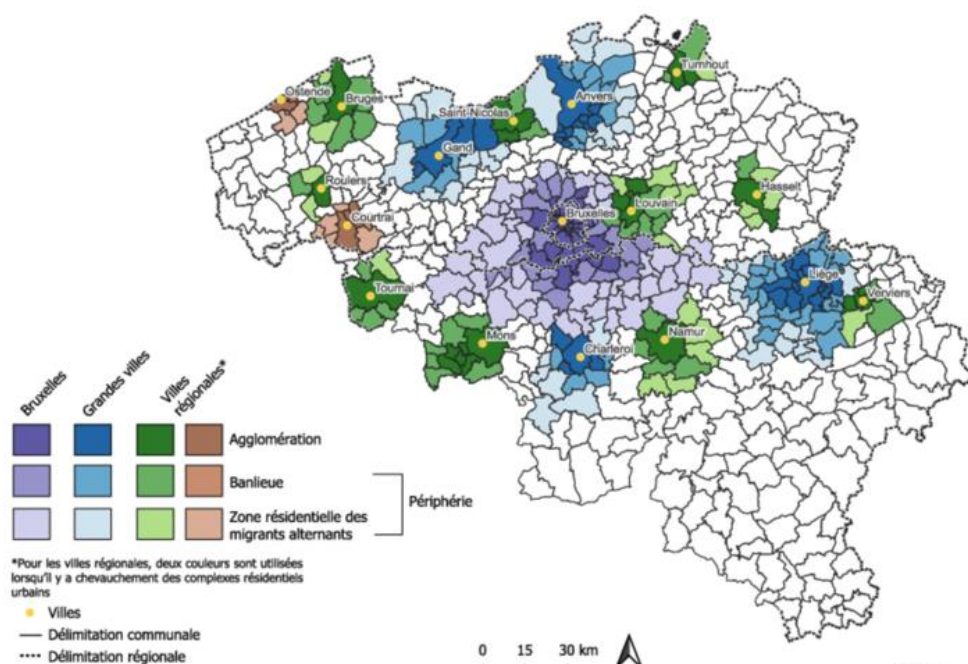 Turnhout
Ostende
Bruges
Anvers
Saint-Nicolas
Gand
Roulers
Hasselt
Louvain
Bruxelles
Courtrai
Liège
Tournai
Verviers
Mons
Namur
Charleroi
Bruxelles
Grandes villes
Villes
régionales*
Agglomération
Banlieue
Périphérie
Zone résidentielle des
migrants alternants
*Pour les villes régionales, deux couleurs sont utilisées
lorsqu'il y a chevauchement des complexes résidentiels
urbains
Villes
Délimitation communale
Délimitation régionale
0 15 30 km